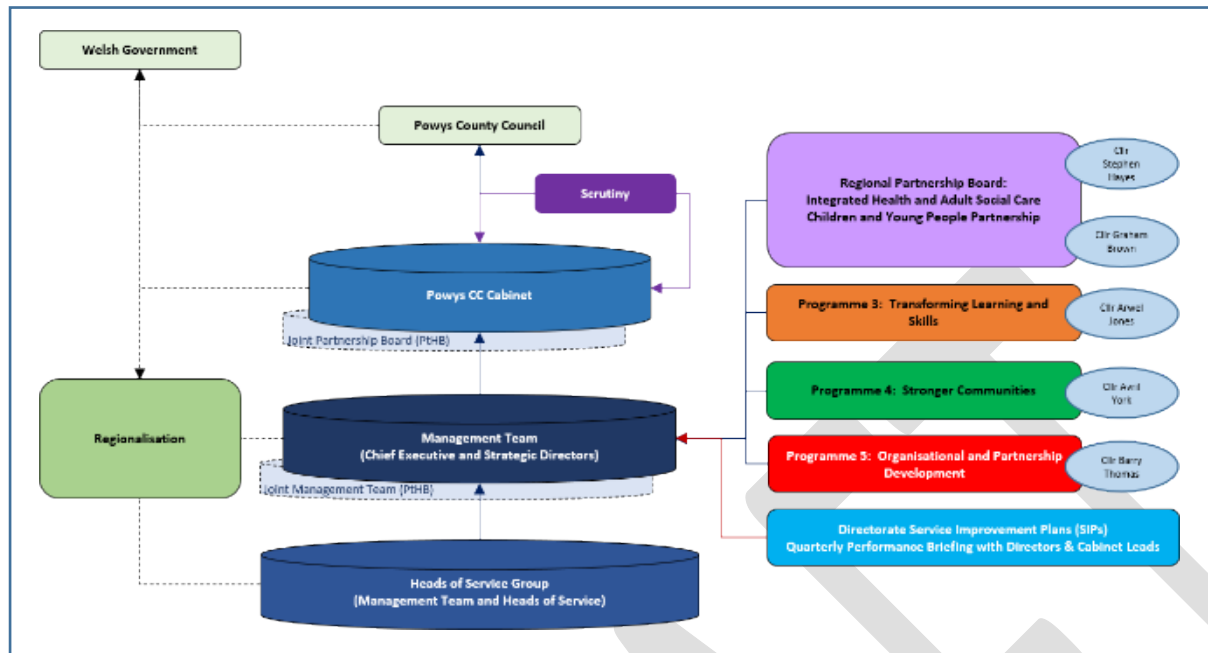 Welsh Government
Powys County Council
Scrutiny
Powys CC Cabinet
Joint Partnership Board (PtHB)
Regionalisation
Management Team
(Chief Executive and Strategic Directors)
Joint Management Team (PtHB)
Heads of Service Group
(Management Team and Heads of Service)
Regional Partnership Board:
Integrated Health and Adult Social Care
Children and Young People Partnership
Cllr
Stephen
Hayes
Cllr Graham
Brown
Programme 3: Transforming Learning and
Skills
Cllr Arwel
Jones
Programme 4: Stronger Communities
Cllr Avril
York
Programme 5: Organisational and Partnership
Development
Cllr Barry
Thomas
Directorate Service Improvement Plans (SIPs)
Quarterly Performance Briefing with Directors & Cabinet Leads